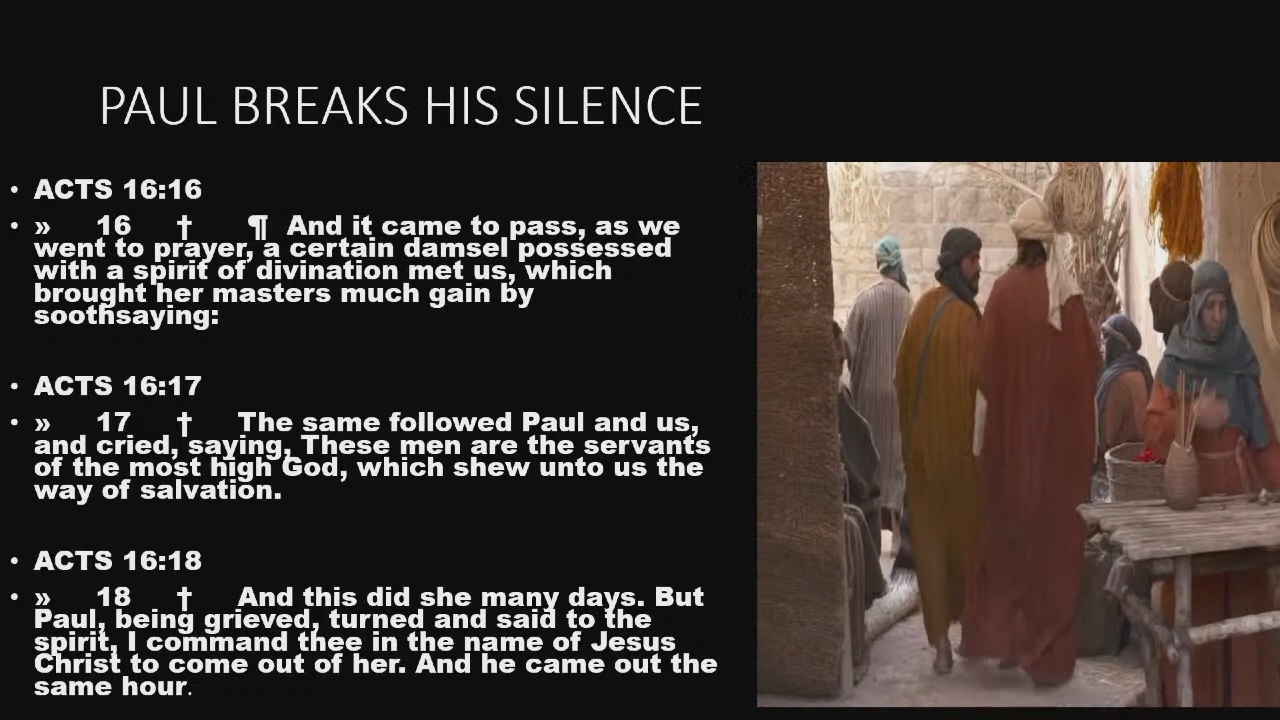 PAUL BREAKS HIS SILENCE
• ACTS 16:16
• » 16 † ¶ And it came to pass, as we
went to prayer, a certain damsel possessed
with a spirit of divination met us, which
brought her masters much gain by
soothsaying:
• ACTS 16:17
• » 17 † The same followed Paul and us,
and cried, saying, These men are the servants
of the most high God, which shew unto us the
way of salvation.
• ACTS 16:18
• » 18 † And this did she many days. But
Paul, being grieved, turned and said to the
spirit, I command thee in the name of Jesus
Christ to come out of her. And he came out the
same hour.